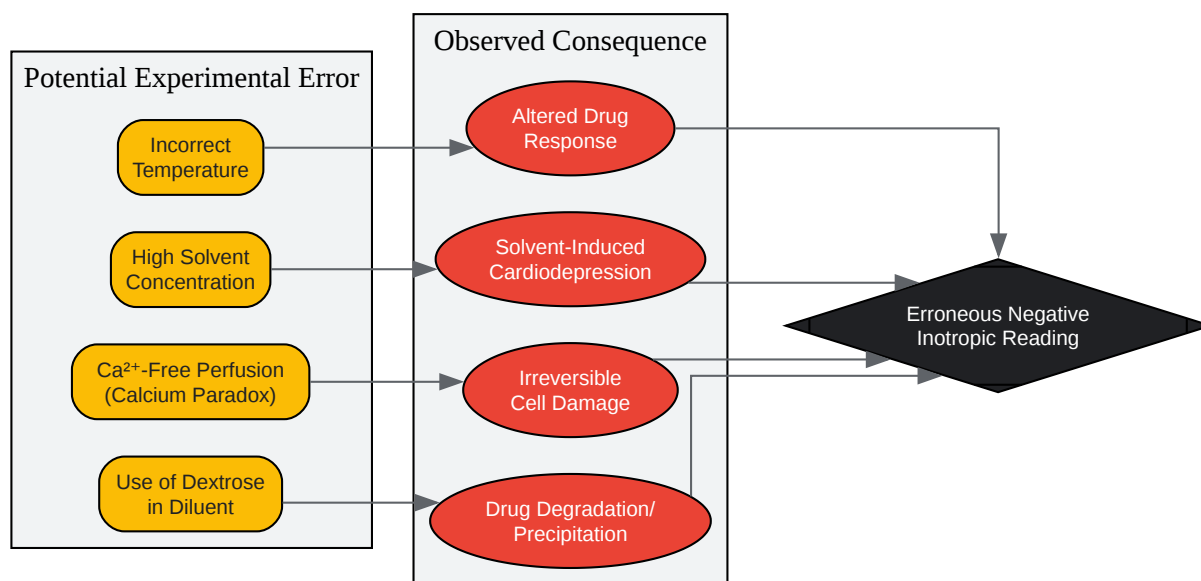 Potential Experimental Error
Incorrect
Temperature
High Solvent
Concentration
Ca²⁺-Free Perfusion
(Calcium Paradox)
Use of Dextrose
in Diluent
Observed Consequence
Altered Drug
Response
Solvent-Induced
Cardiodepression
Irreversible
Cell Damage
Drug Degradation/
Precipitation
Erroneous Negative
Inotropic Reading